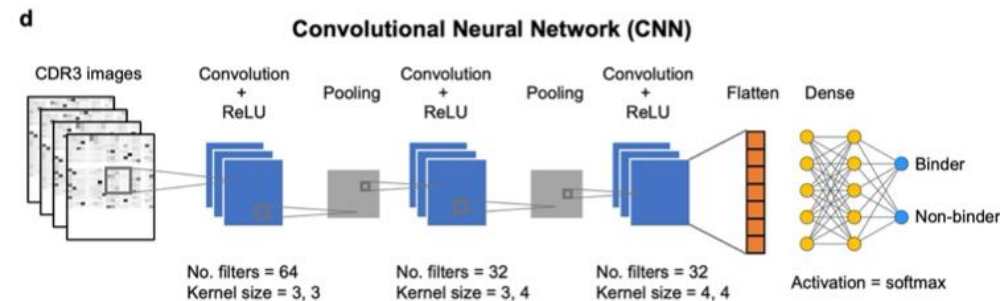 d
Convolutional Neural Network (CNN)
CDR3 images
Convolution
+
ReLU
Pooling
Convolution
+
ReLU
Pooling
Convolution
+
ReLU
Flatten
Dense
Binder
Non-binder
No. filters = 64
Kernel size = 3, 3
No. filters = 32
Kernel size = 3, 4
No. filters = 32
Kernel size = 4, 4
Activation = softmax